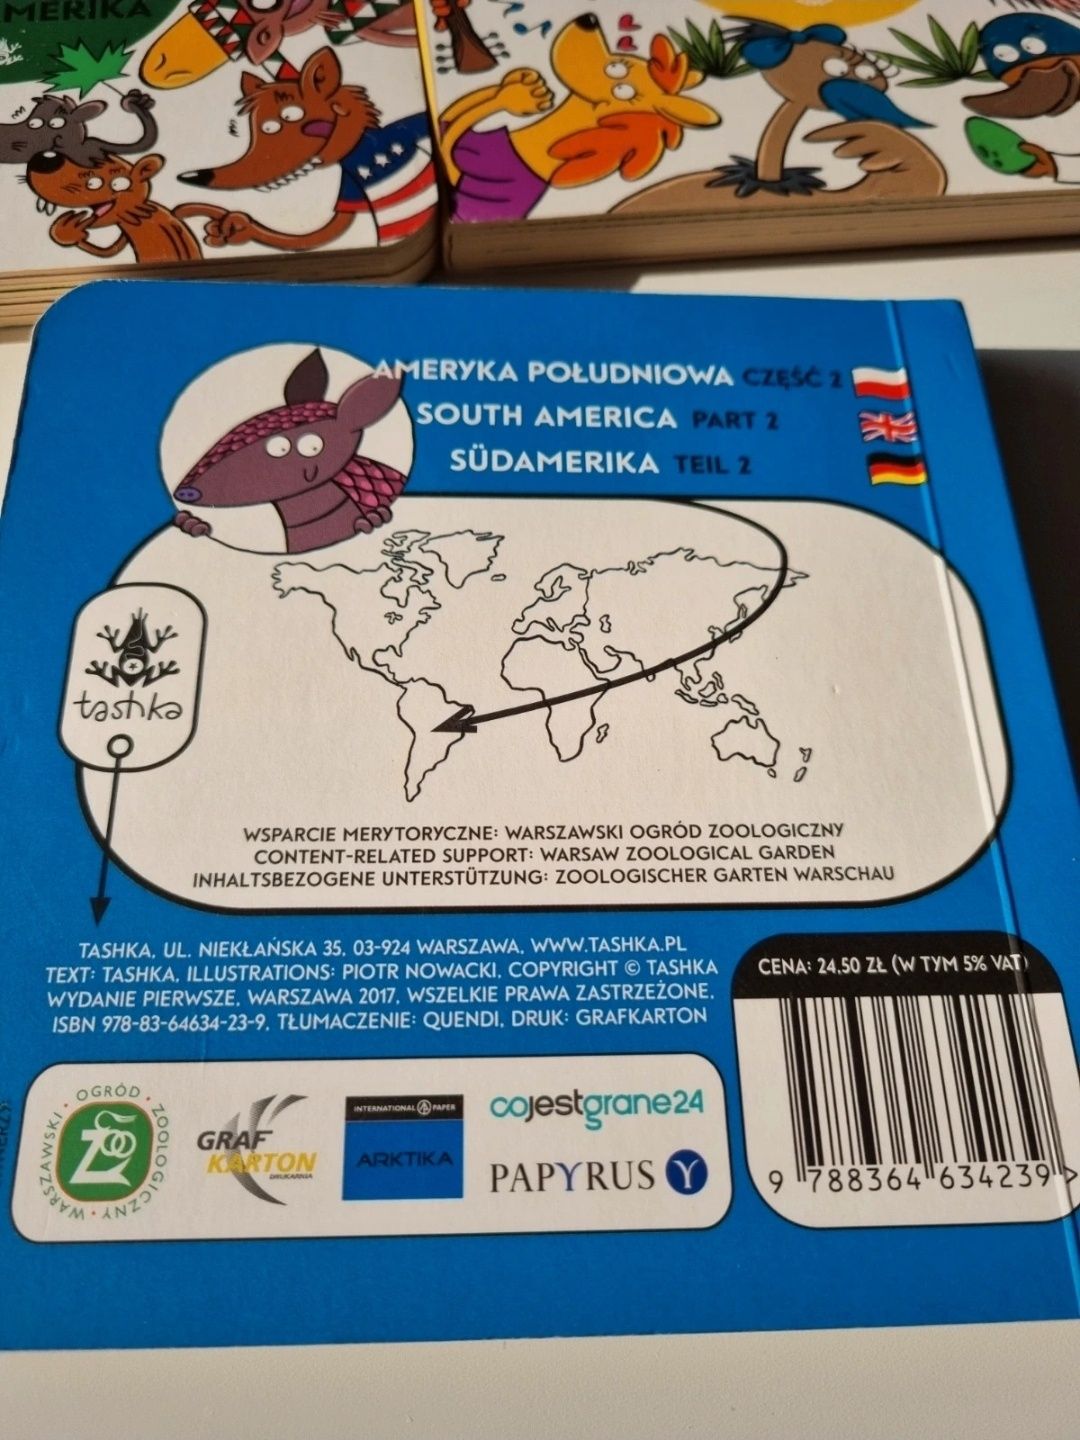 AMERIKA
AMERYKA POŁUDNIOWA CZĘŚĆ 2
SOUTH AMERICA PART 2
SÜDAMERIKA TEIL 2
tashka
WSPARCIE MERYTORYCZNE: WARSZAWSKI OGRÓD ZOOLOGICZNY
CONTENT-RELATED SUPPORT: WARSAW ZOOLOGICAL GARDEN
INHALTSBEZOGENE UNTERSTÜTZUNG: ZOOLOGISCHER GARTEN WARSCHAU
TASHKA, UL. NIEKŁAŃSKA 35, 03-924 WARSZAWA, WWW.TASHKA.PL
TEXT: TASHKA, ILLUSTRATIONS: PIOTR NOWACKI, COPYRIGHT © TASHKA
WYDANIE PIERWSZE, WARSZAWA 2017, WSZELKIE PRAWA ZASTRZEŻONE,
ISBN 978-83-64634-23-9, TŁUMACZENIE: QUENDI, DRUK: GRAFKARTON
CENA: 24,50 ZŁ (W TYM 5% VAT)
9 788364 634239 >
WARSZAWSKI • OGRÓD • ZOOLOGICZNY
ZOO
GRAF
KARTON
DRUKARNIA
INTERNATIONAL PAPER
ARKTIKA
cojestgrane24
PAPYRUS